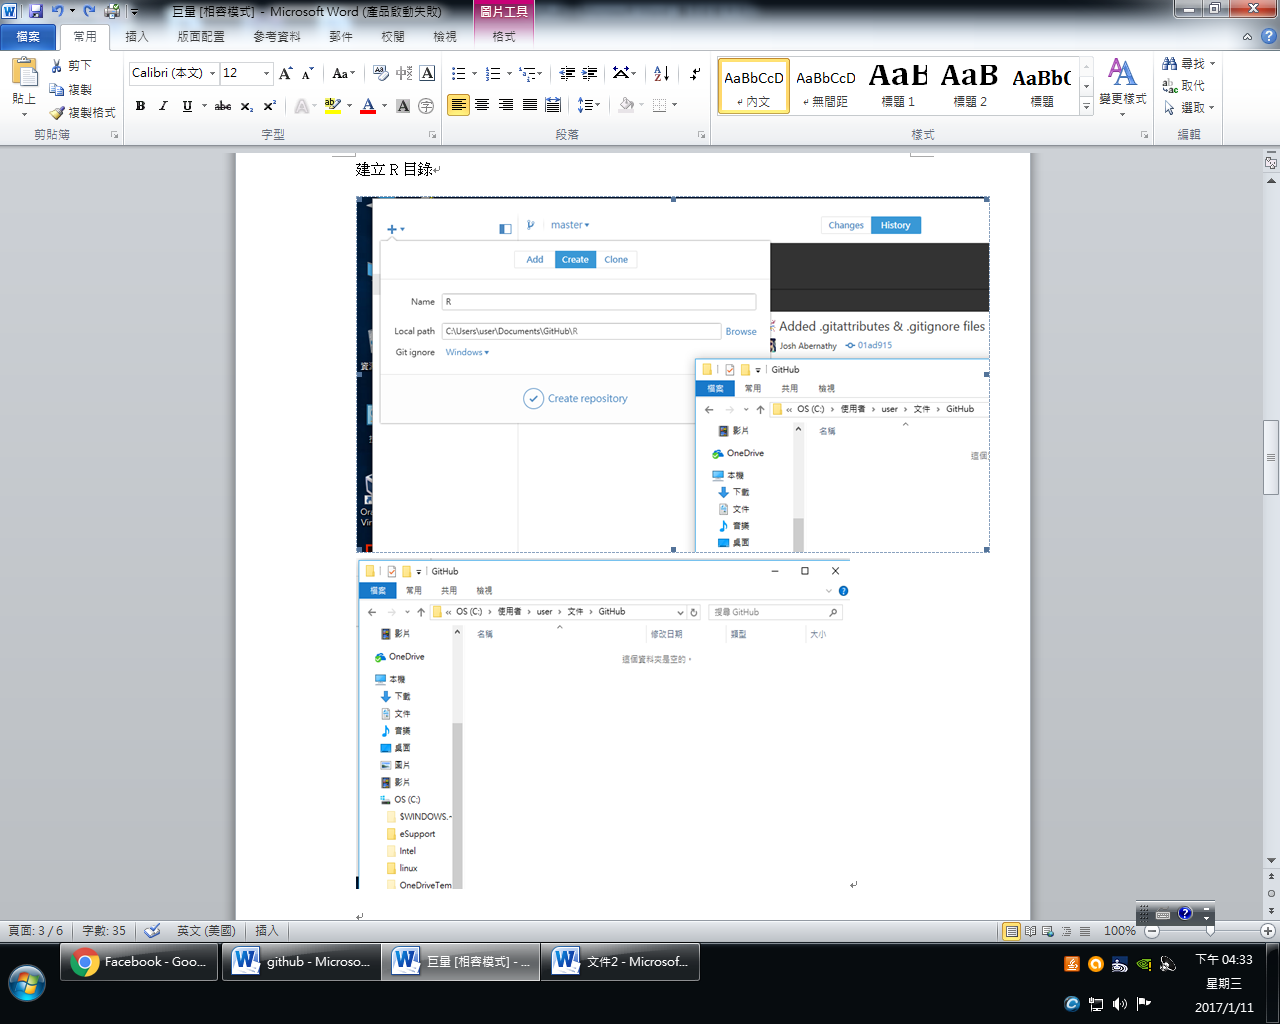 巨量 [相容模式] - Microsoft Word (產品啟動失敗)
圖片工具
檔案 常用 插入 版面配置 參考資料 郵件 校閱 檢視 格式
貼上
剪下
複製
複製格式
剪貼簿
Calibri (本文) 12
字型
段落
AaBbCcD AaBbCcD AaB AaB AaBbC
內文 無間距 標題 1 標題 2 標題
變更樣式
樣式
尋找
取代
選取
編輯
建立 R 目錄
master
Changes History
Add Create Clone
Name R
Local path C:\Users\user\Documents\GitHub\R Browse
Git ignore Windows
Create repository
Added .gitattributes & .gitignore files
Josh Abernathy 01ad915
GitHub
檔案 常用 共用 檢視
« OS (C:) › 使用者 › user › 文件 › GitHub
影片
名稱
OneDrive
本機
下載
文件
音樂
桌面
GitHub
檔案 常用 共用 檢視
« OS (C:) › 使用者 › user › 文件 › GitHub 搜尋 GitHub
名稱 修改日期 類型 大小
這個資料夾是空的。
影片
OneDrive
本機
下載
文件
音樂
桌面
圖片
影片
OS (C:)
$WINDOWS.~
eSupport
Intel
linux
OneDriveTem
頁面: 3 / 6 字數: 35 英文 (美國) 插入 100%
Facebook - Goo... github - Microso... 巨量 [相容模式] - ... 文件2 - Microsof...
下午 04:33
星期三
2017/1/11